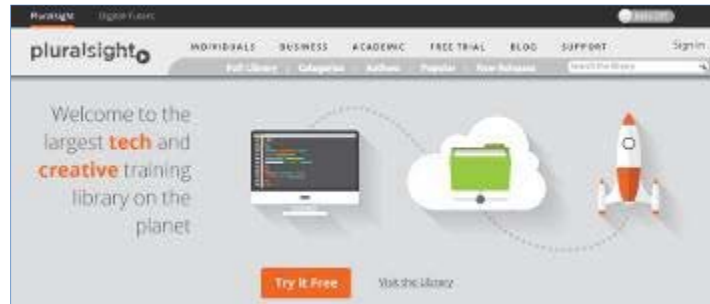 Pluralsight Digital Tutors
pluralsight
INDIVIDUALS BUSINESS ACADEMIC FREE TRIAL BLOG SUPPORT Sign in
Full Library Categories Authors Popular New Releases Search the library
Welcome to the
largest tech and
creative training
library on the
planet
Try It Free Visit the Library